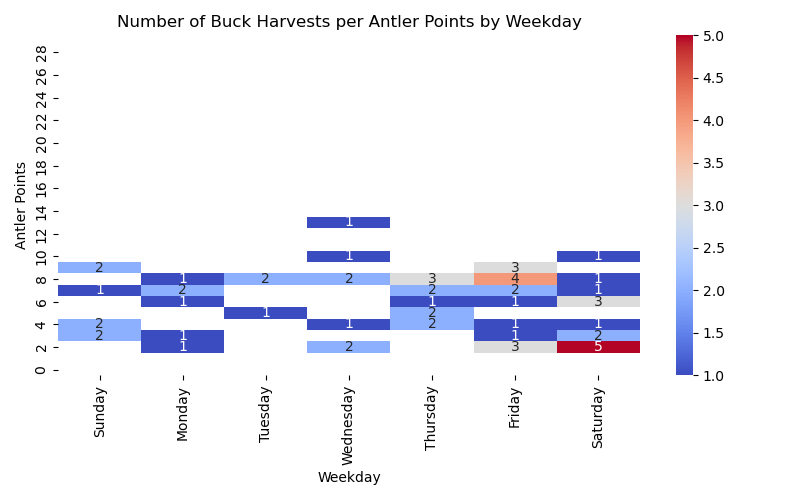 Number of Buck Harvests per Antler Points by Weekday
Antler Points
28
26
24
22
20
18
16
14
12
10
8
6
4
2
0
1
1 1
2 3
1 2 2 3 4 1
1 2 2 2 1
1 1 1 3
1 2
2 1 2 1 1
2 1 1 2
1 2 3 5
Sunday
Monday
Tuesday
Wednesday
Thursday
Friday
Saturday
Weekday
5.0
4.5
4.0
3.5
3.0
2.5
2.0
1.5
1.0